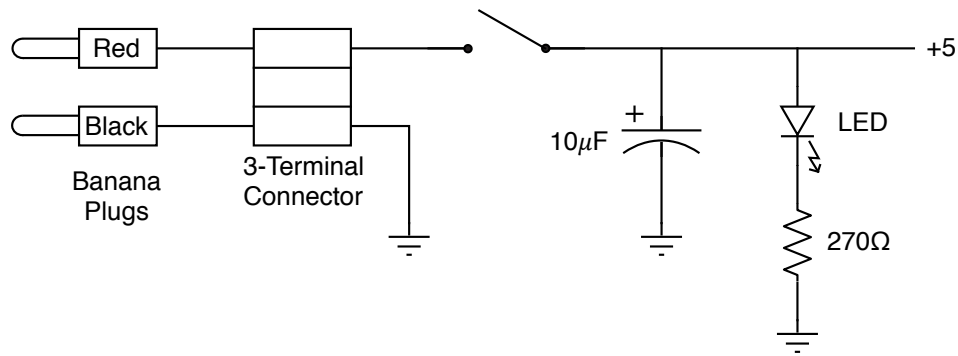 Red
+5
Black
+
10μF
LED
Banana
Plugs
3-Terminal
Connector
270Ω